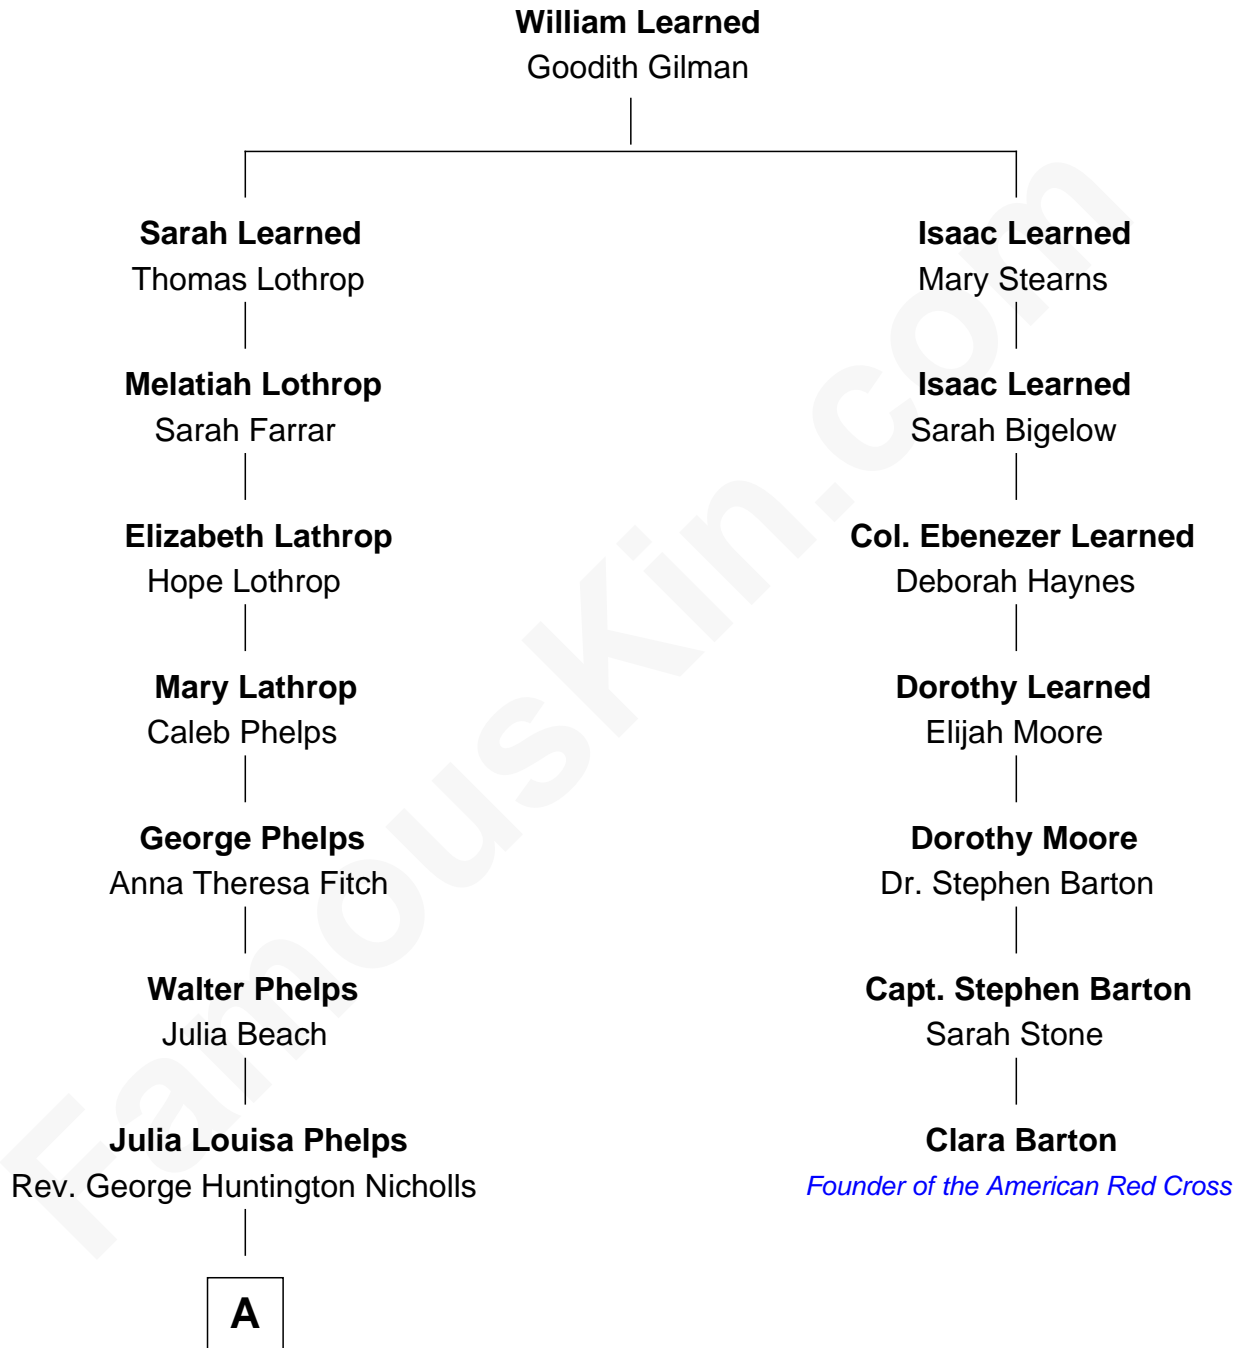 William Learned
Goodith Gilman
Sarah Learned
Thomas Lothrop
Melatiah Lothrop
Sarah Farrar
Elizabeth Lathrop
Hope Lothrop
Mary Lathrop
Caleb Phelps
George Phelps
Anna Theresa Fitch
Walter Phelps
Julia Beach
Julia Louisa Phelps
Rev. George Huntington Nicholls
A
Isaac Learned
Mary Stearns
Isaac Learned
Sarah Bigelow
Col. Ebenezer Learned
Deborah Haynes
Dorothy Learned
Elijah Moore
Dorothy Moore
Dr. Stephen Barton
Capt. Stephen Barton
Sarah Stone
Clara Barton
Founder of the American Red Cross
FamousKin.com